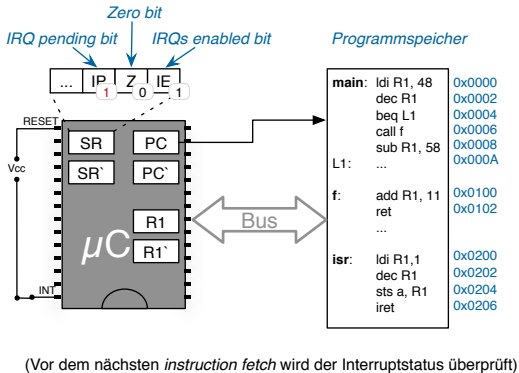 Zero bit
IRQ pending bit IRQs enabled bit Programmspeicher
... IP Z IE
1 0 1
RESET
SR PC
SR` PC`
Vcc
R1
R1`
µC
INT
Bus
main: ldi R1, 48 0x0000
dec R1 0x0002
beq L1 0x0004
call f 0x0006
sub R1, 58 0x0008
L1: ... 0x000A
f: add R1, 11 0x0100
ret 0x0102
...
isr: ldi R1,1 0x0200
dec R1 0x0202
sts a, R1 0x0204
iret 0x0206
(Vor dem nächsten instruction fetch wird der Interruptstatus überprüft)